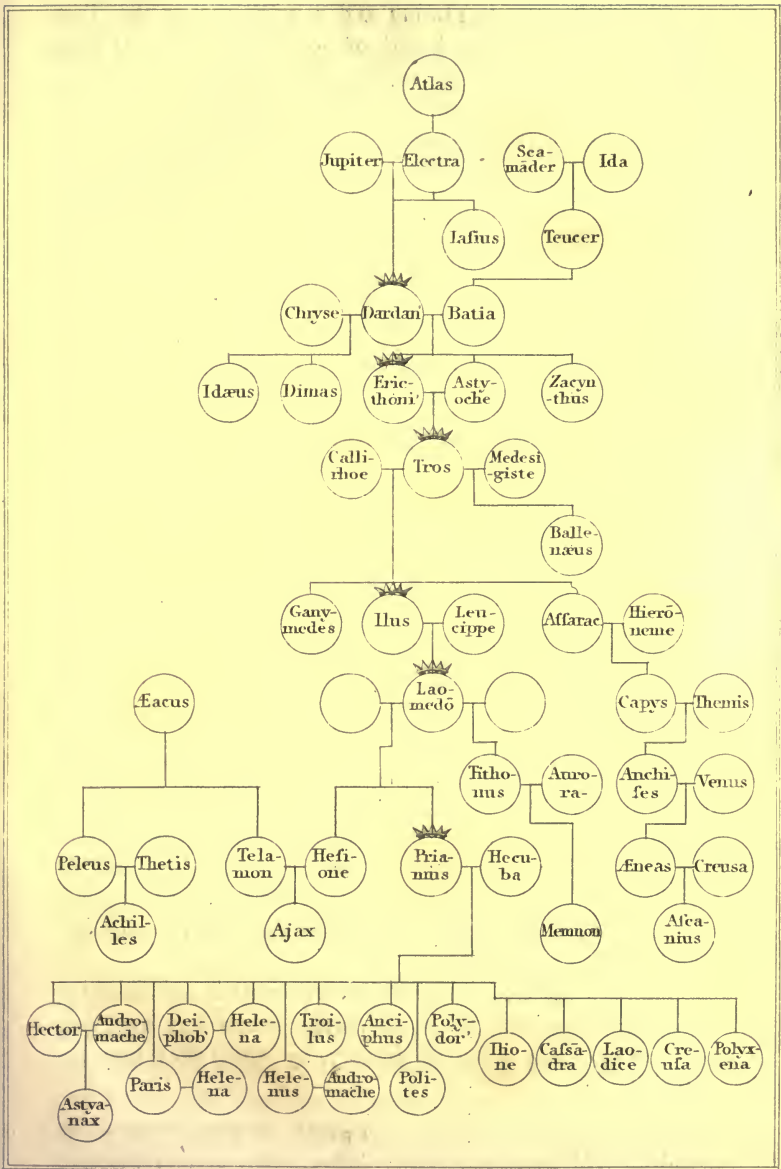 Atlas
Jupiter
Electra
Sca-
māder
Ida
Iaſius
Teucer
Chryse
Dardan'
Batia
Idæus
Dimas
Eric-
thoni'
Asty-
oche
Zacyn
-thus
Calli-
rhoe
Tros
Medesi
-giste
Balle-
næus
Gany-
medes
Ilus
Leu-
cippe
Aſſarac'
Hierō-
neme
Æacus
Lao-
medō
Capys
Themis
Titho-
nus
Auro-
ra-
Anchi-
ſes
Venus
Peleus
Thetis
Tela-
mon
Heſi-
one
Pria-
mus
Hecu-
ba
Æneas
Creusa
Achil-
les
Ajax
Memnon
Aſca-
nius
Hector
Andro-
mache
Dei-
phob'
Hele-
na
Troi-
lus
Anci-
phus
Poly-
dor'
Ilio-
ne
Caſsā-
dra
Lao-
dice
Cre-
uſa
Polyx-
ena
Astya-
nax
Paris
Hele-
na
Hele-
nus
Andro-
mache
Poli-
tes